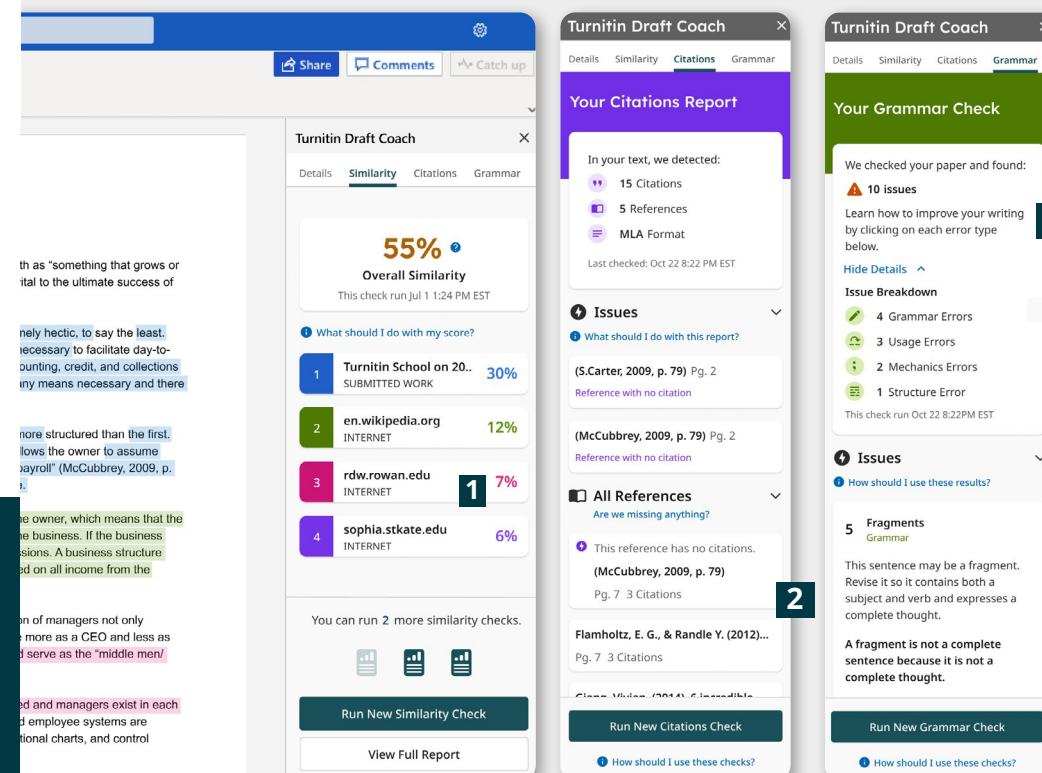 Share
Comments
Catch up
th as “something that grows or
ital to the ultimate success of
mely hectic, to say the least.
necessary to facilitate day-to-
ounting, credit, and collections
any means necessary and there
more structured than the first.
llows the owner to assume
payroll” (McCubbrey, 2009, p.
e owner, which means that the
e business. If the business
ssions. A business structure
ed on all income from the
on of managers not only
more as a CEO and less as
d serve as the “middle men/
ed and managers exist in each
d employee systems are
tional charts, and control
Turnitin Draft Coach
Details Similarity Citations Grammar
55%
Overall Similarity
This check run Jul 1 1:24 PM EST
What should I do with my score?
1 Turnitin School on 20.. 30%
SUBMITTED WORK
2 en.wikipedia.org 12%
INTERNET
3 rdw.rowan.edu 7%
INTERNET
1
4 sophia.stkate.edu 6%
INTERNET
You can run 2 more similarity checks.
Run New Similarity Check
View Full Report
Turnitin Draft Coach
Details Similarity Citations Grammar
Your Citations Report
In your text, we detected:
15 Citations
5 References
MLA Format
Last checked: Oct 22 8:22 PM EST
Issues
What should I do with this report?
(S.Carter, 2009, p. 79) Pg. 2
Reference with no citation
(McCubbrey, 2009, p. 79) Pg. 2
Reference with no citation
All References
Are we missing anything?
This reference has no citations.
(McCubbrey, 2009, p. 79)
Pg. 7 3 Citations
2
Flamholtz, E. G., & Randle Y. (2012)...
Pg. 7 3 Citations
Run New Citations Check
How should I use these checks?
Turnitin Draft Coach
Details Similarity Citations Grammar
Your Grammar Check
We checked your paper and found:
10 issues
Learn how to improve your writing
by clicking on each error type
below.
Hide Details
Issue Breakdown
4 Grammar Errors
3 Usage Errors
2 Mechanics Errors
1 Structure Error
This check run Oct 22 8:22PM EST
Issues
How should I use these results?
5 Fragments
Grammar
This sentence may be a fragment.
Revise it so it contains both a
subject and verb and expresses a
complete thought.
A fragment is not a complete
sentence because it is not a
complete thought.
Run New Grammar Check
How should I use these checks?